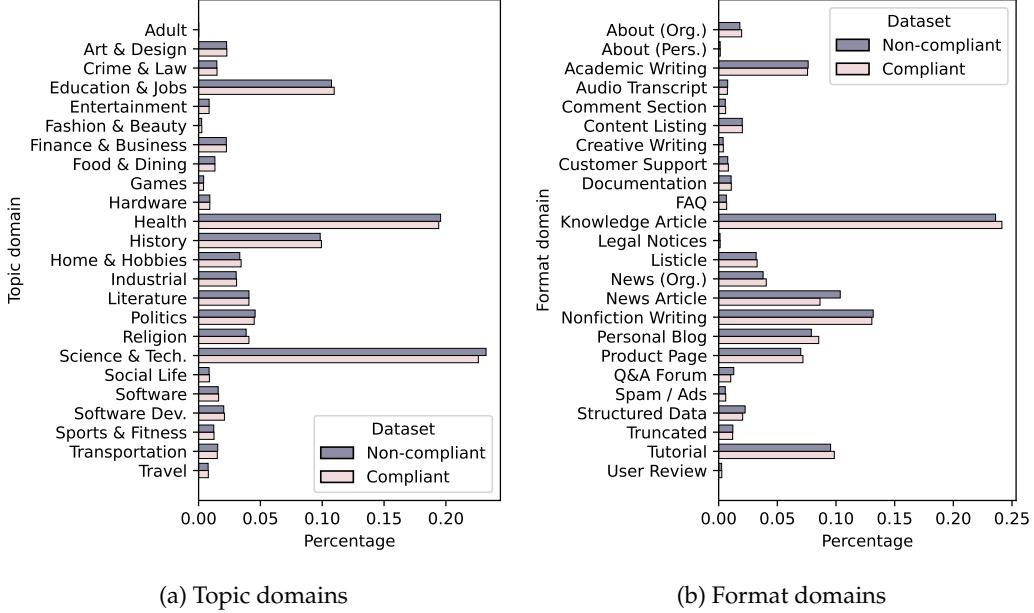 Topic domain
Adult
Art & Design
Crime & Law
Education & Jobs
Entertainment
Fashion & Beauty
Finance & Business
Food & Dining
Games
Hardware
Health
History
Home & Hobbies
Industrial
Literature
Politics
Religion
Science & Tech.
Social Life
Software
Software Dev.
Sports & Fitness
Transportation
Travel
Dataset
Non-compliant
Compliant
0.00 0.05 0.10 0.15 0.20
Percentage
(a) Topic domains
Format domain
About (Org.)
About (Pers.)
Academic Writing
Audio Transcript
Comment Section
Content Listing
Creative Writing
Customer Support
Documentation
FAQ
Knowledge Article
Legal Notices
Listicle
News (Org.)
News Article
Nonfiction Writing
Personal Blog
Product Page
Q&A Forum
Spam / Ads
Structured Data
Truncated
Tutorial
User Review
Dataset
Non-compliant
Compliant
0.00 0.05 0.10 0.15 0.20 0.25
Percentage
(b) Format domains